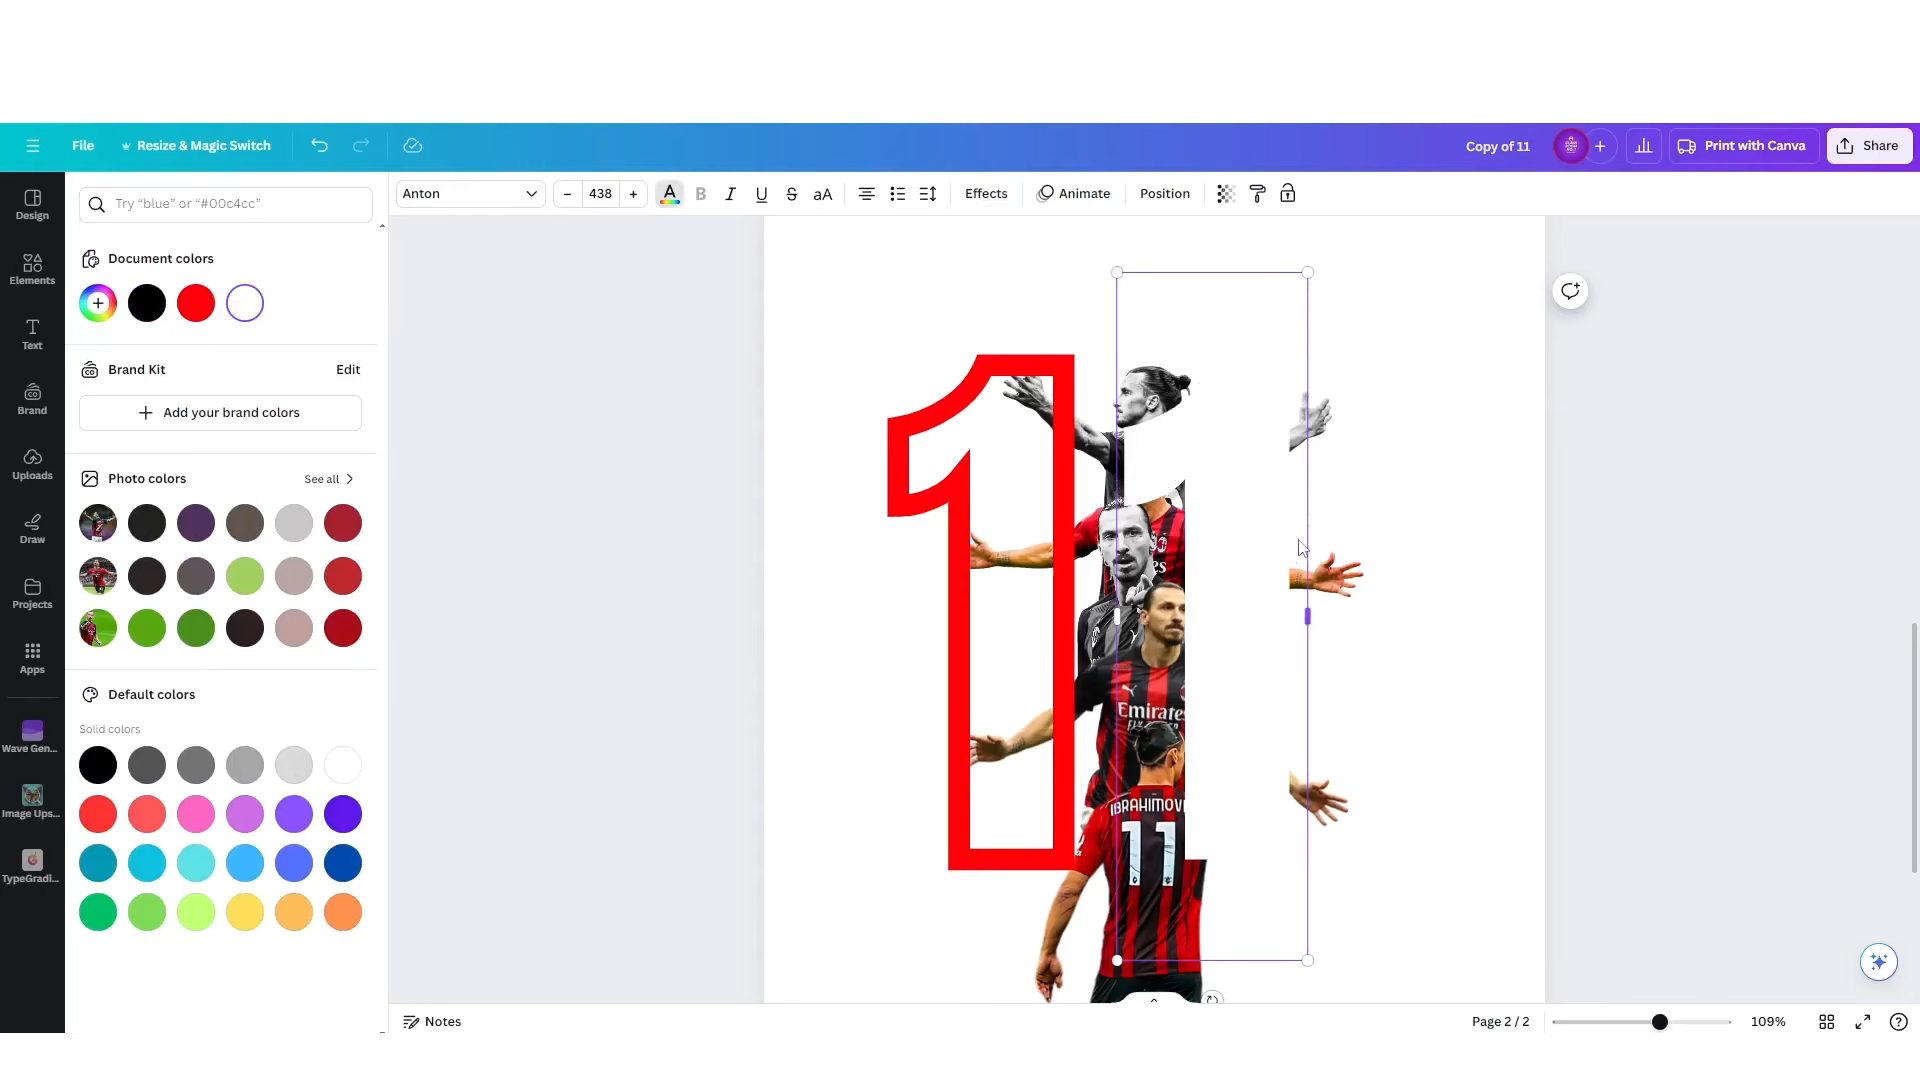 File
Resize & Magic Switch
Copy of 11
Print with Canva
Share
Design
Elements
Text
Brand
Uploads
Draw
Projects
Apps
Wave Gen...
Image Ups...
TypeGradi...
Try “blue” or “#00c4cc”
Document colors
Brand Kit
Edit
Add your brand colors
Photo colors
See all
Default colors
Solid colors
Anton
438
A
B
I
U
S
aA
Effects
Animate
Position
11
Emirates
IBRAHIMOV
11
Notes
Page 2 / 2
109%